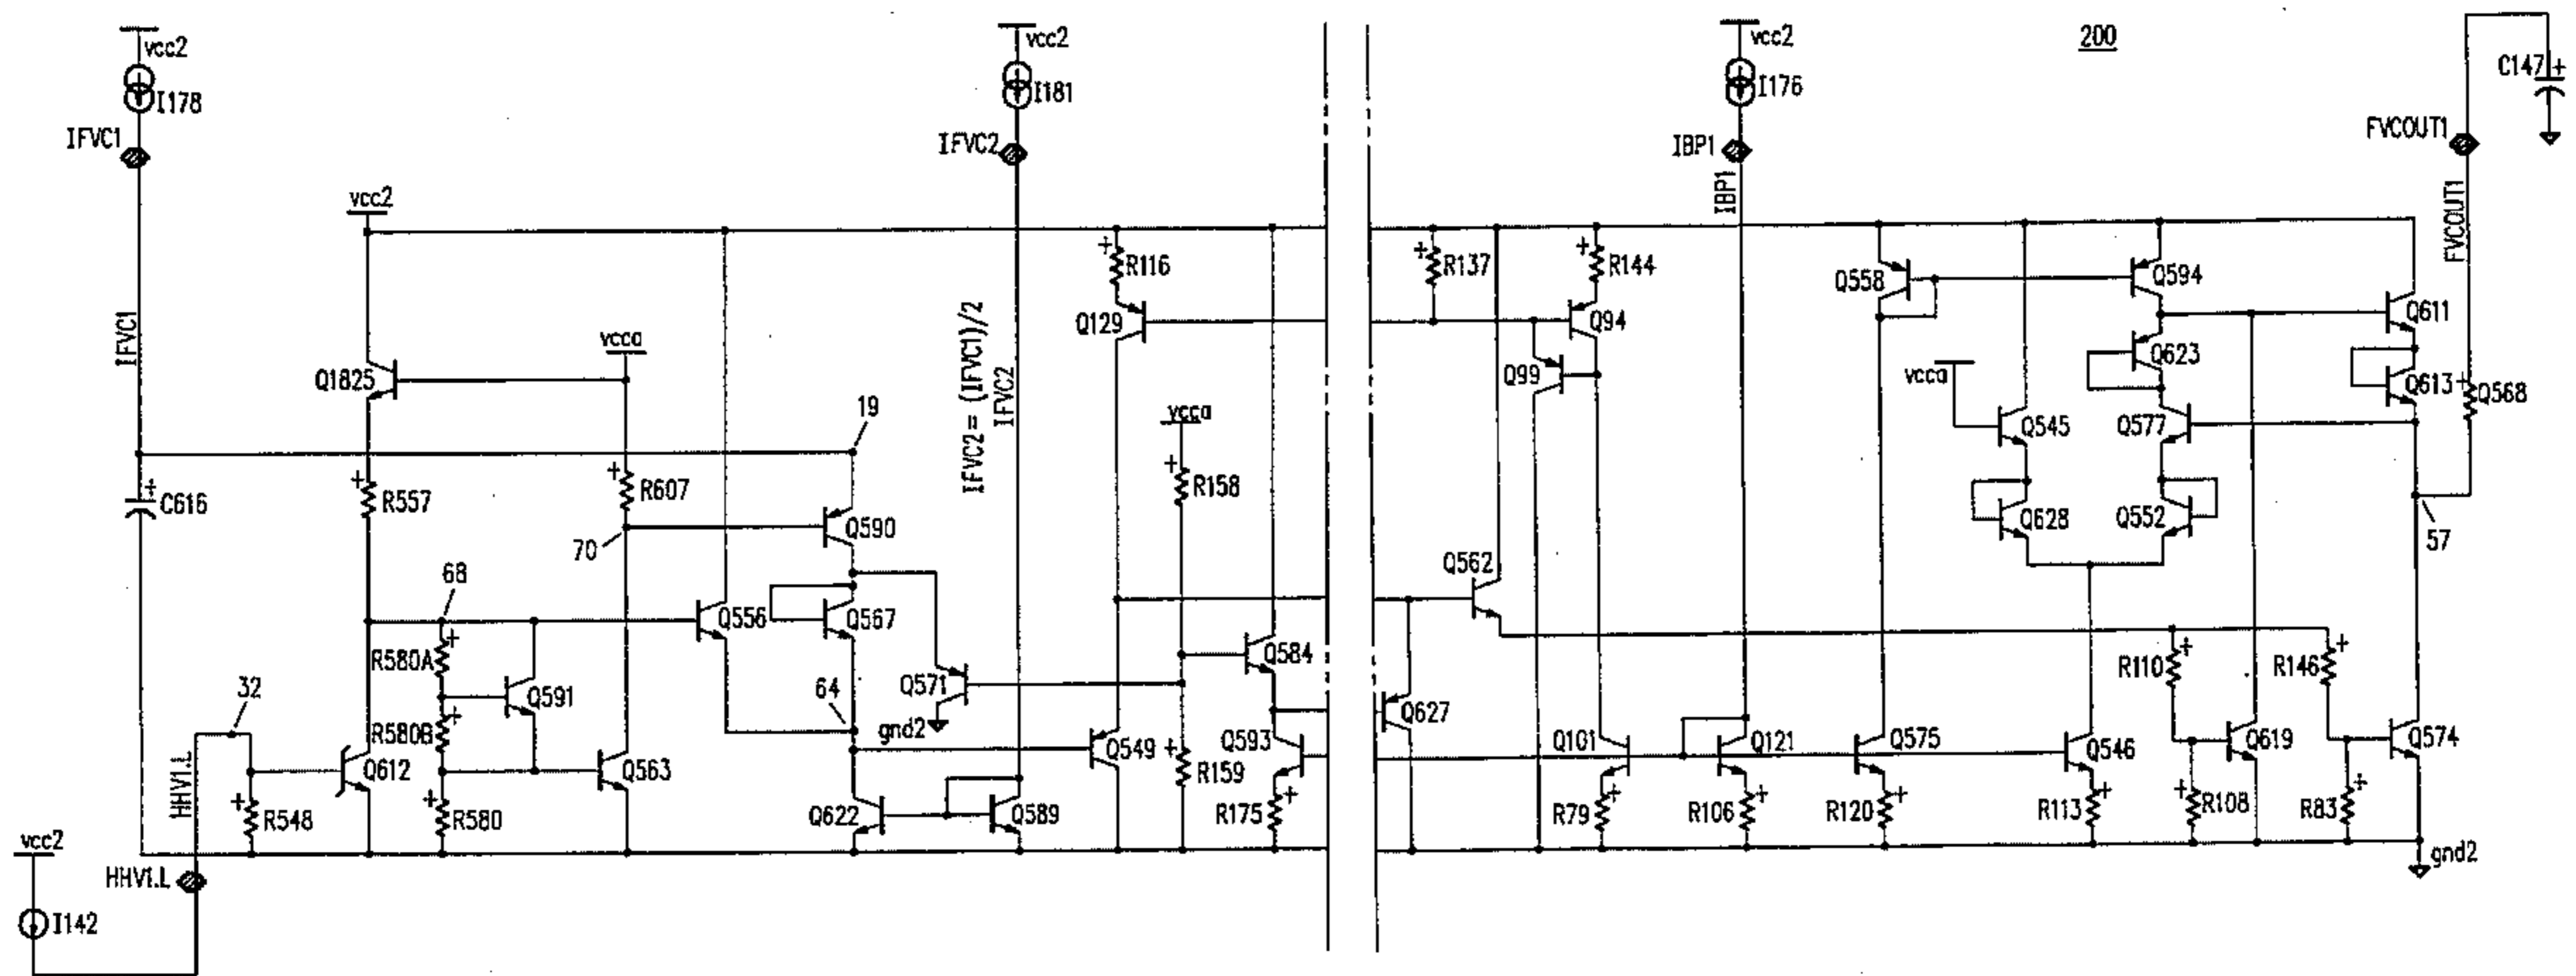 200
vcc2
I178
IFVC1
IFVC1
vcc2
I181
IFVC2
IFVC2 = (IFVC1)/2
IFVC2
vcc2
I176
IBP1
IBP1
C147
+
FVCOUT1
FVCOUT1
vcc2
+
R116
+
R137
+
R144
Q558
Q594
Q611
Q129
Q94
Q623
vcca
Q1825
Q99
vcca
Q613
+
Q568
19
vcca
Q545
Q577
+
C616
+
R557
+
R607
+
R158
Q590
70
Q628
Q552
57
68
Q562
Q556
Q567
+
R580A
Q584
+
R110
+
R146
32
Q591
Q571
64
+
R580B
gnd2
Q627
HHV1.L
Q612
Q563
Q549
Q593
+
R159
Q101
Q121
Q575
Q546
Q619
Q574
+
R548
+
R580
Q622
Q589
+
R175
+
R79
+
R106
+
R120
+
R113
+
R108
+
R83
vcc2
HHV1.L
gnd2
I142